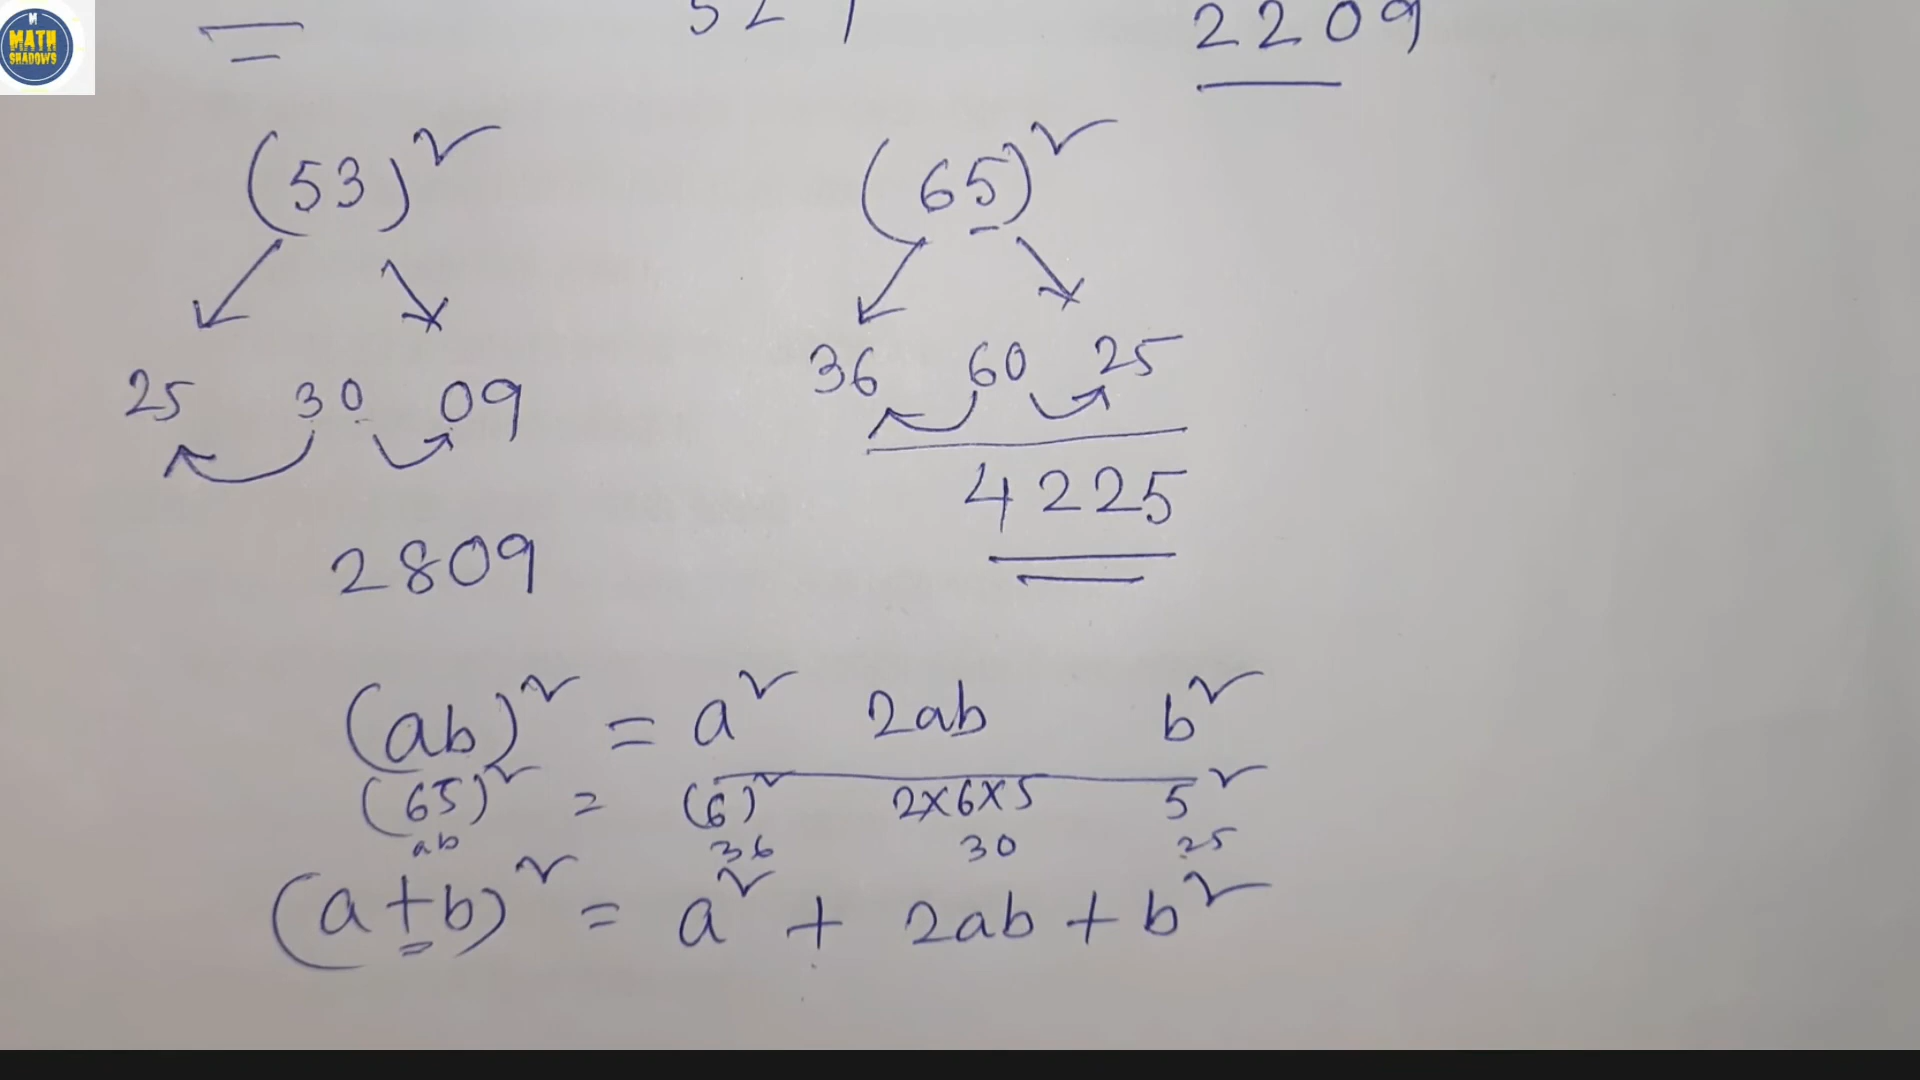 M
MATH
SHADOWS
2209
(53)² (65)²
25 30 09 36 60 25
2809 4225
(ab)² = a² 2ab b²
(65)² = (6)² 2×6×5 5²
ab 36 30 25
(a+b)² = a² + 2ab + b²